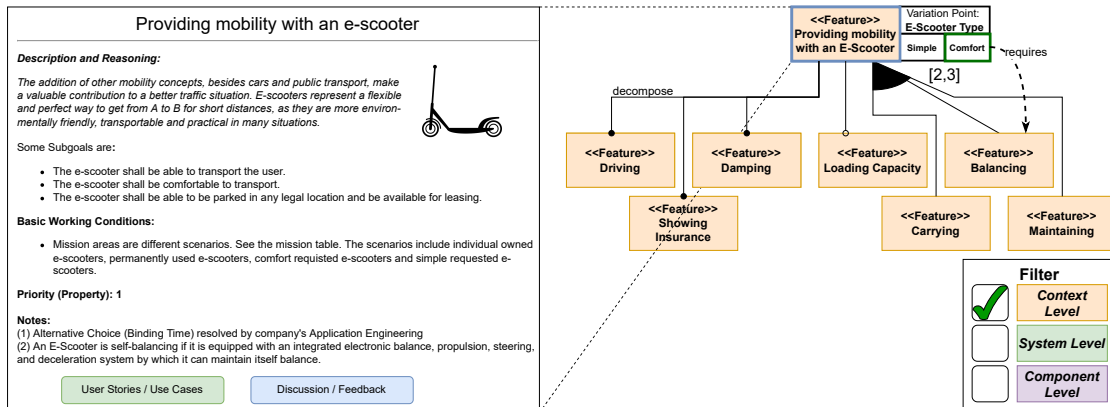 Providing mobility with an e-scooter
Description and Reasoning:
The addition of other mobility concepts, besides cars and public transport, make
a valuable contribution to a better traffic situation. E-scooters represent a flexible
and perfect way to get from A to B for short distances, as they are more environ-
mentally friendly, transportable and practical in many situations.
Some Subgoals are:
• The e-scooter shall be able to transport the user.
• The e-scooter shall be comfortable to transport.
• The e-scooter shall be able to be parked in any legal location and be available for leasing.
Basic Working Conditions:
• Mission areas are different scenarios. See the mission table. The scenarios include individual owned
e-scooters, permanently used e-scooters, comfort requisted e-scooters and simple requested e-
scooters.
Priority (Property): 1
Notes:
(1) Alternative Choice (Binding Time) resolved by company's Application Engineering
(2) An E-Scooter is self-balancing if it is equipped with an integrated electronic balance, propulsion, steering,
and deceleration system by which it can maintain itself balance.
User Stories / Use Cases
Discussion / Feedback
<<Feature>>
Providing mobility
with an E-Scooter
Variation Point:
E-Scooter Type
Simple
Comfort
requires
[2,3]
decompose
<<Feature>>
Driving
<<Feature>>
Damping
<<Feature>>
Loading Capacity
<<Feature>>
Balancing
<<Feature>>
Showing
Insurance
<<Feature>>
Carrying
<<Feature>>
Maintaining
Filter
Context
Level
System Level
Component
Level